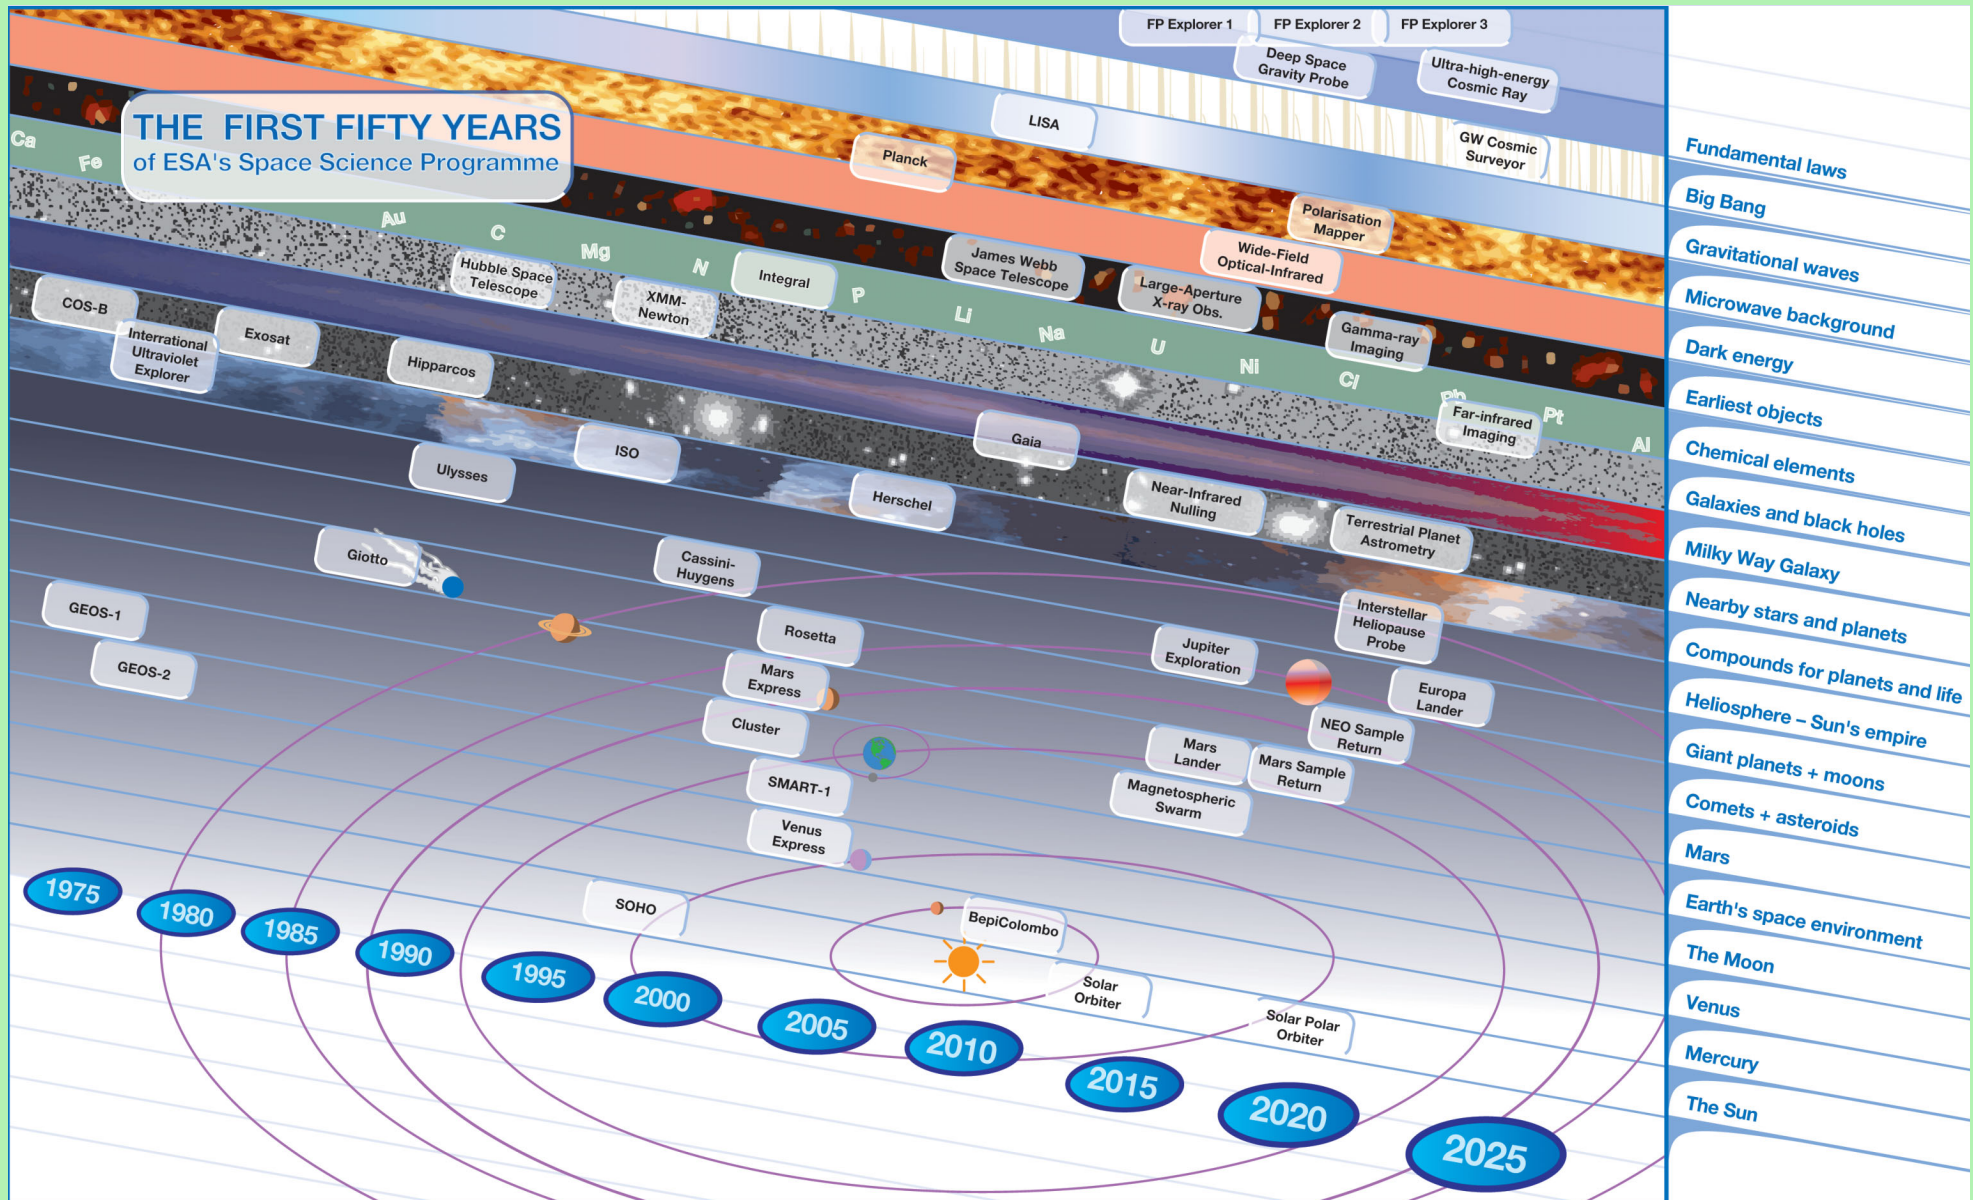 FP Explorer 1
FP Explorer 2
FP Explorer 3
Deep Space
Gravity Probe
Ultra-high-energy
Cosmic Ray
LISA
GW Cosmic
Surveyor
THE FIRST FIFTY YEARS
of ESA's Space Science Programme
Planck
Polarisation
Mapper
Wide-Field
Optical-Infrared
James Webb
Space Telescope
Large-Aperture
X-ray Obs.
Gamma-ray
Imaging
Ca
Fe
Au
C
Mg
N
Integral
P
Li
Na
U
Ni
Cl
Pb
Pt
Al
Far-infrared
Imaging
Hubble Space
Telescope
XMM-
Newton
COS-B
International
Ultraviolet
Explorer
Exosat
Hipparcos
Gaia
ISO
Herschel
Near-Infrared
Nulling
Terrestrial Planet
Astrometry
Ulysses
Giotto
Cassini-
Huygens
Interstellar
Heliopause
Probe
GEOS-1
GEOS-2
Rosetta
Jupiter
Exploration
Europa
Lander
Mars
Express
NEO Sample
Return
Cluster
Mars
Lander
Mars Sample
Return
SMART-1
Magnetospheric
Swarm
Venus
Express
SOHO
BepiColombo
Solar
Orbiter
Solar Polar
Orbiter
1975
1980
1985
1990
1995
2000
2005
2010
2015
2020
2025
Fundamental laws
Big Bang
Gravitational waves
Microwave background
Dark energy
Earliest objects
Chemical elements
Galaxies and black holes
Milky Way Galaxy
Nearby stars and planets
Compounds for planets and life
Heliosphere – Sun's empire
Giant planets + moons
Comets + asteroids
Mars
Earth's space environment
The Moon
Venus
Mercury
The Sun